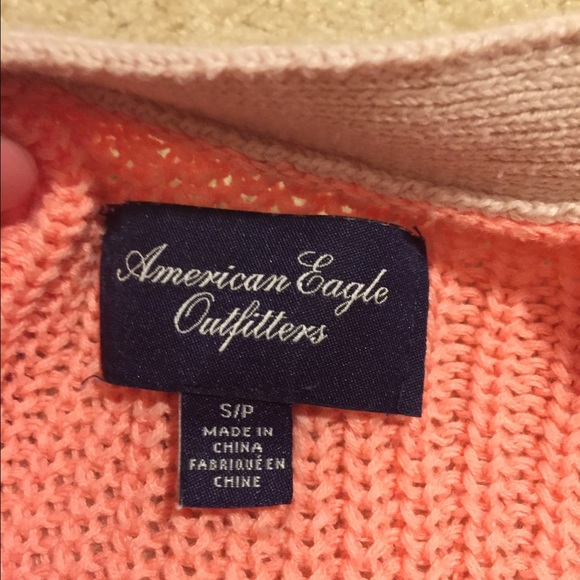 American Eagle
Outfitters
S/P
MADE IN
CHINA
FABRIQUÉ EN
CHINE